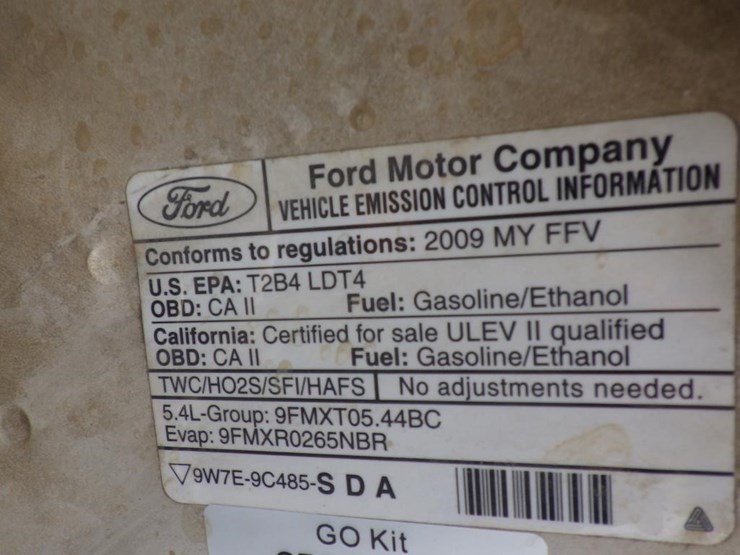 Ford
Ford Motor Company
VEHICLE EMISSION CONTROL INFORMATION
Conforms to regulations: 2009 MY FFV
U.S. EPA: T2B4 LDT4
OBD: CA II Fuel: Gasoline/Ethanol
California: Certified for sale ULEV II qualified
OBD: CA II Fuel: Gasoline/Ethanol
TWC/HO2S/SFI/HAFS No adjustments needed.
5.4L-Group: 9FMXT05.44BC
Evap: 9FMXR0265NBR
▽9W7E-9C485-S D A
GO Kit